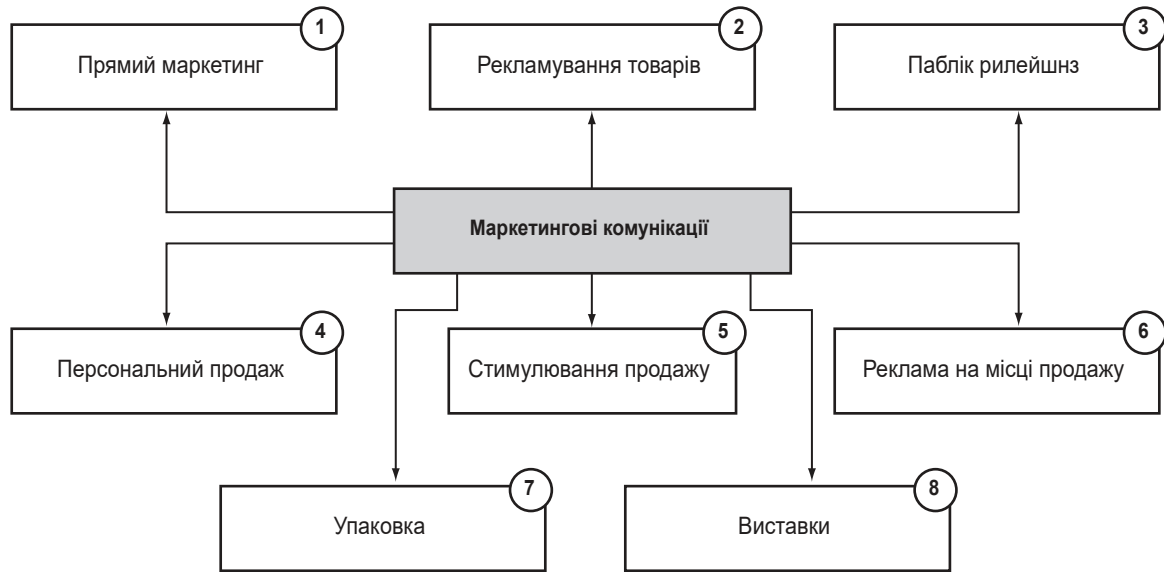 1
Прямий маркетинг
2
Рекламування товарів
3
Паблік рилейшнз
Маркетингові комунікації
4
Персональний продаж
5
Стимулювання продажу
6
Реклама на місці продажу
7
Упаковка
8
Виставки